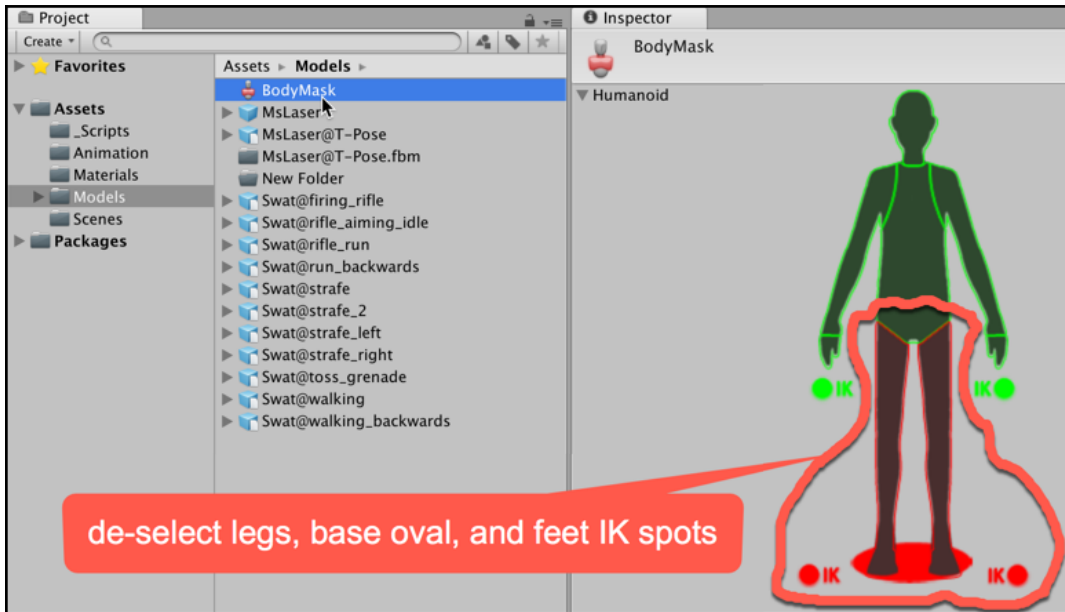 Project
Create
Favorites
Assets
_Scripts
Animation
Materials
Models
Scenes
Packages
Assets Models
BodyMask
MsLaser
MsLaser@T-Pose
MsLaser@T-Pose.fbm
New Folder
Swat@firing_rifle
Swat@rifle_aiming_idle
Swat@rifle_run
Swat@run_backwards
Swat@strafe
Swat@strafe_2
Swat@strafe_left
Swat@strafe_right
Swat@toss_grenade
Swat@walking
Swat@walking_backwards
Inspector
BodyMask
Humanoid
IK IK
de-select legs, base oval, and feet IK spots
IK IK